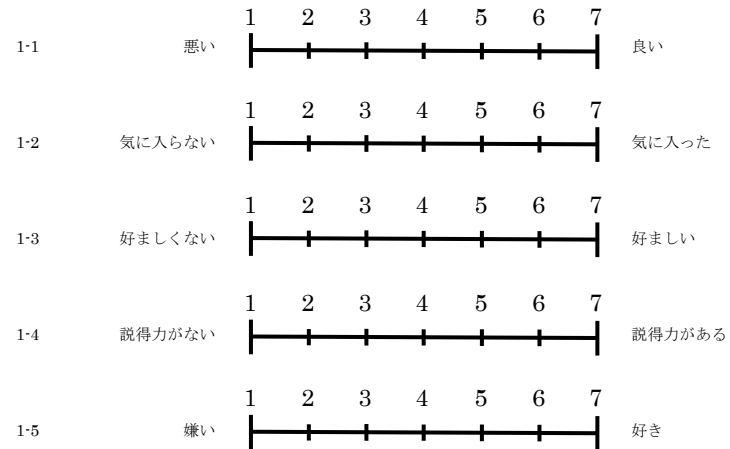 1 2 3 4 5 6 7
1-1 悪い 良い
1 2 3 4 5 6 7
1-2 気に入らない 気に入った
1 2 3 4 5 6 7
1-3 好ましくない 好ましい
1 2 3 4 5 6 7
1-4 説得力がない 説得力がある
1 2 3 4 5 6 7
1-5 嫌い 好き